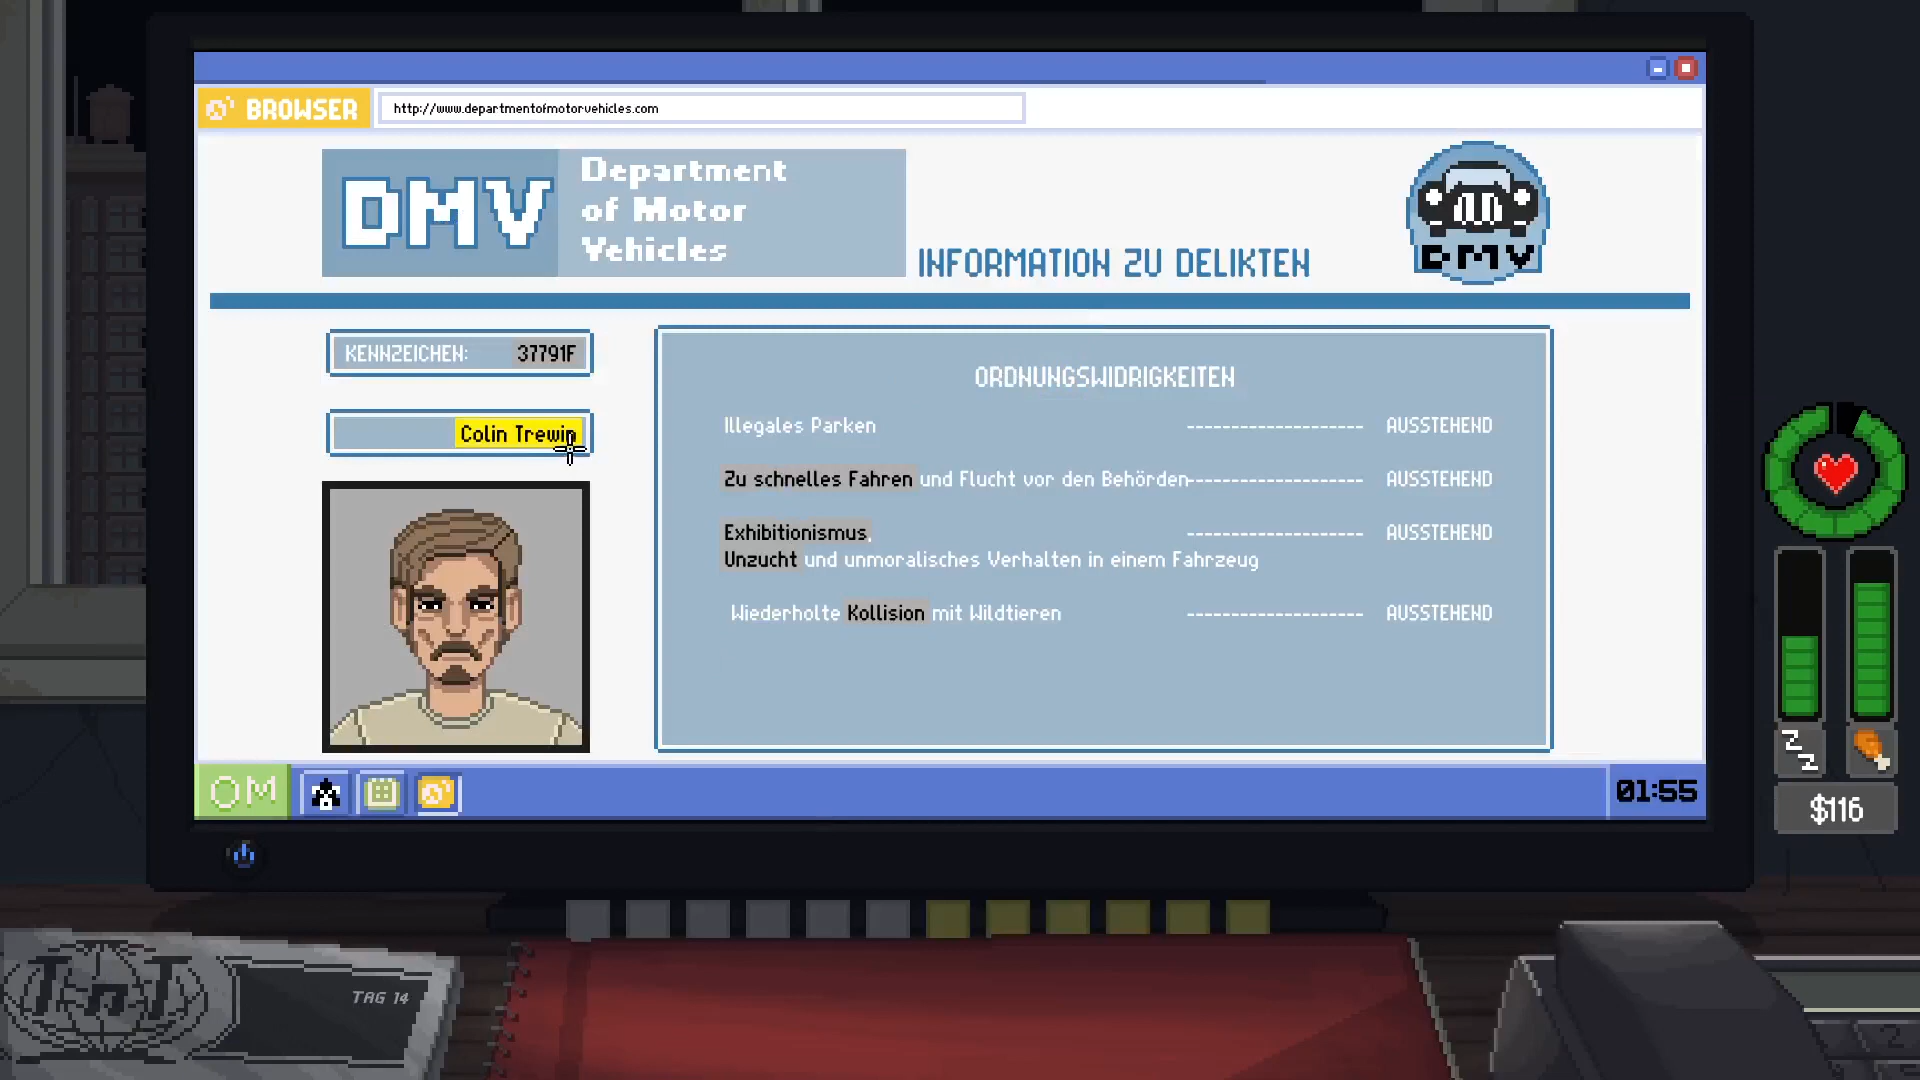 BROWSER
http://www.departmentofmotorvehicles.com
DMV
Department
of Motor
Vehicles
INFORMATION ZU DELIKTEN
DMV
KENNZEICHEN: 37791F
Colin Trewin
ORDNUNGSWIDRIGKEITEN
Illegales Parken -------------------- AUSSTEHEND
Zu schnelles Fahren und Flucht vor den Behörden-------------------- AUSSTEHEND
Exhibitionismus, -------------------- AUSSTEHEND
Unzucht und unmoralisches Verhalten in einem Fahrzeug
Wiederholte Kollision mit Wildtieren -------------------- AUSSTEHEND
OM
01:55
$116
TnT
TAG 14
2